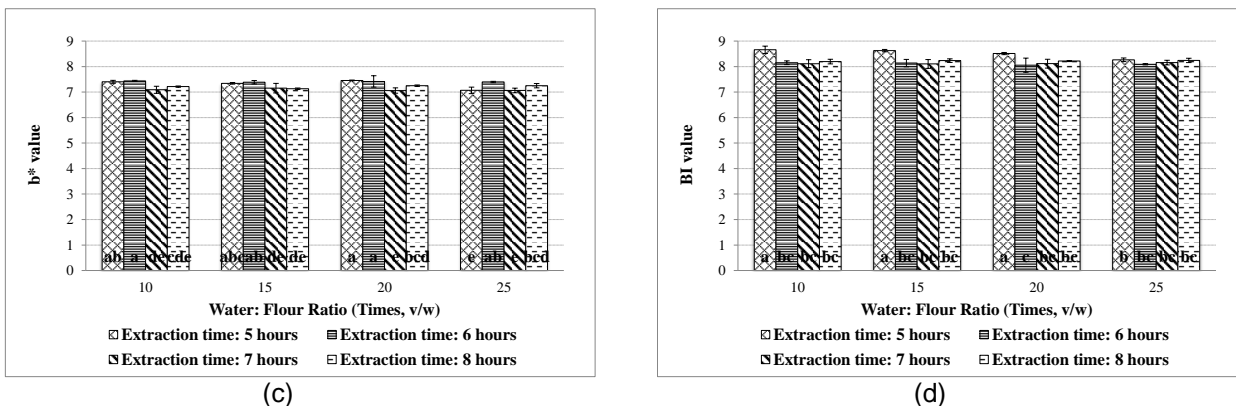 9
8
7
6
5
4
3
2
1
0
b* value
ab a de cde abc ab de de a a e bcd e ab e bcd
10 15 20 25
Water: Flour Ratio (Times, v/w)
Extraction time: 5 hours Extraction time: 6 hours
Extraction time: 7 hours Extraction time: 8 hours
(c)
9
8
7
6
5
4
3
2
1
0
BI value
a bc bc bc a bc bc bc a c bc bc b bc bc bc
10 15 20 25
Water: Flour Ratio (Times, v/w)
Extraction time: 5 hours Extraction time: 6 hours
Extraction time: 7 hours Extraction time: 8 hours
(d)